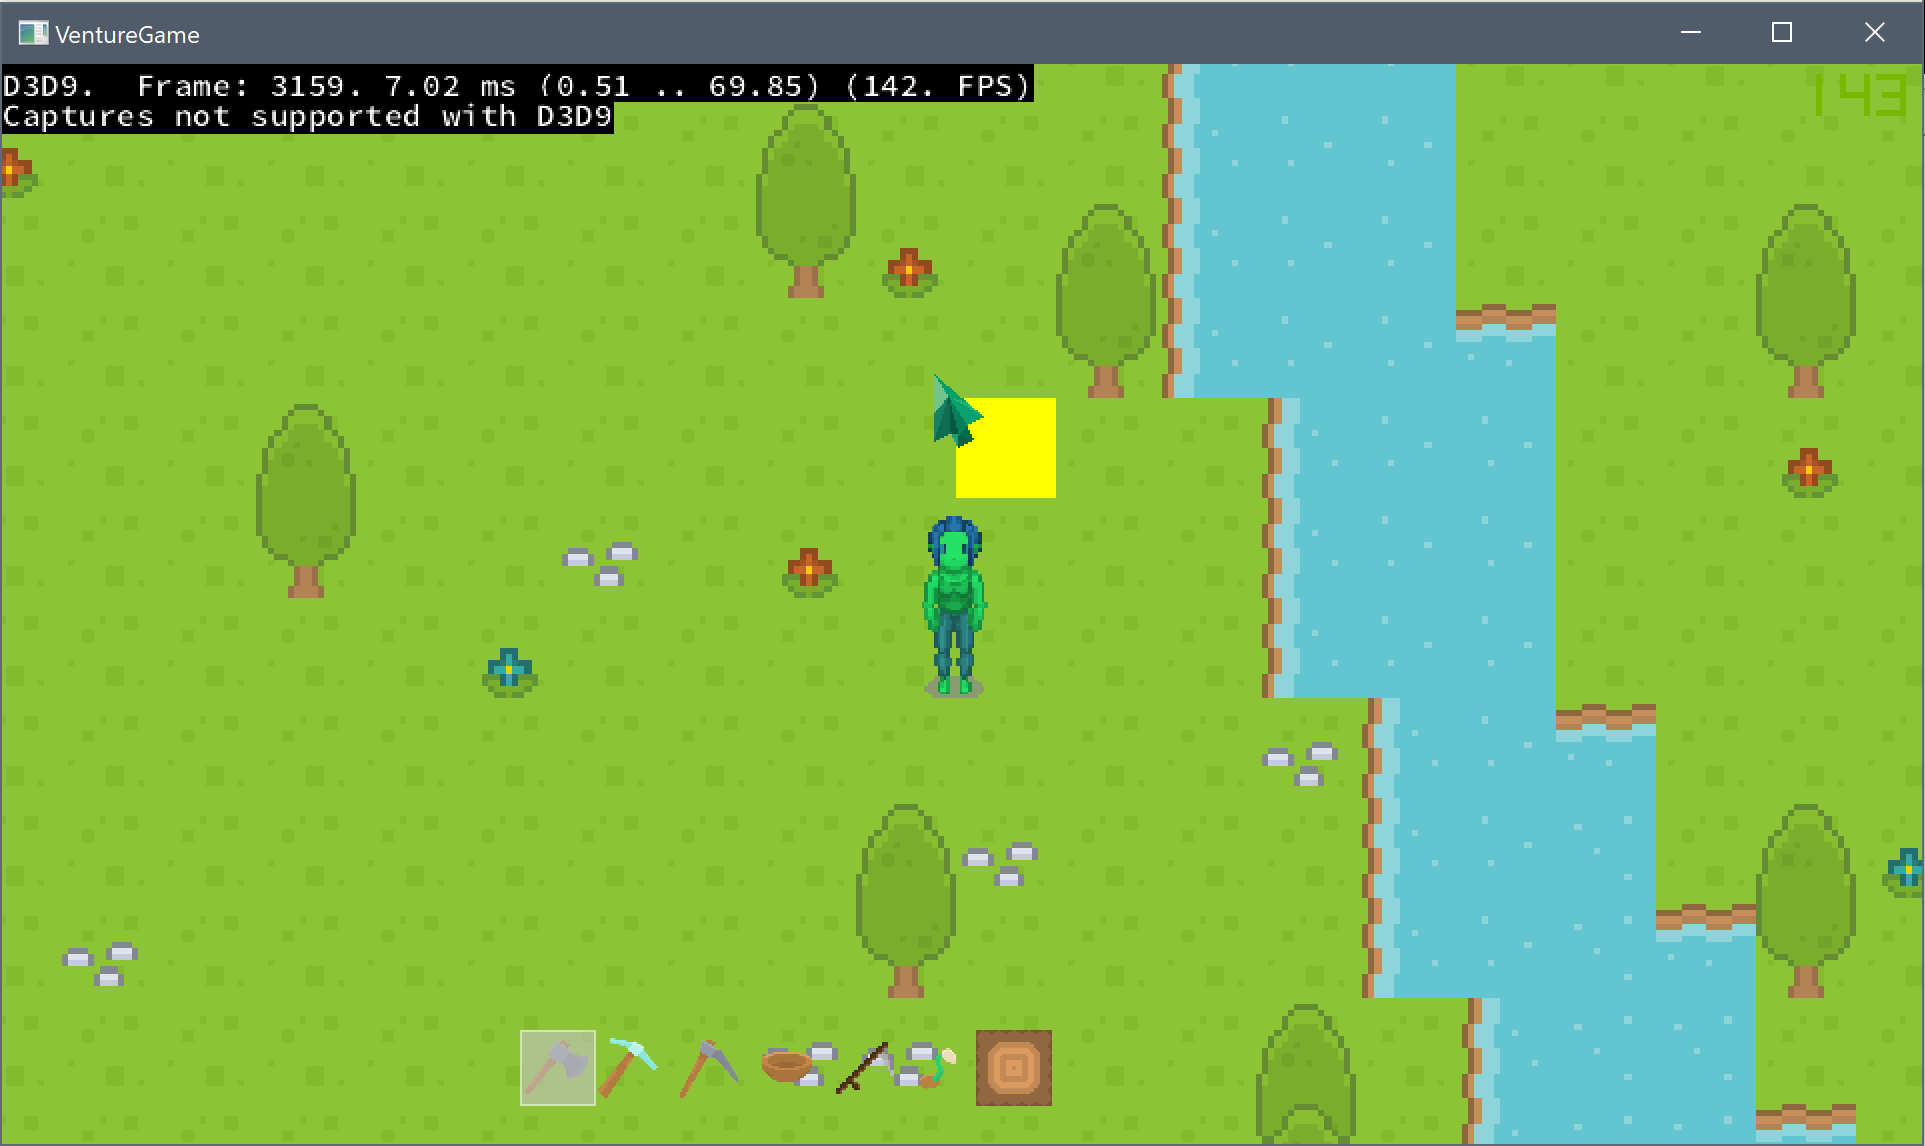 VentureGame
D3D9.  Frame: 3159. 7.02 ms (0.51 .. 69.85) (142. FPS)
143
Captures not supported with D3D9